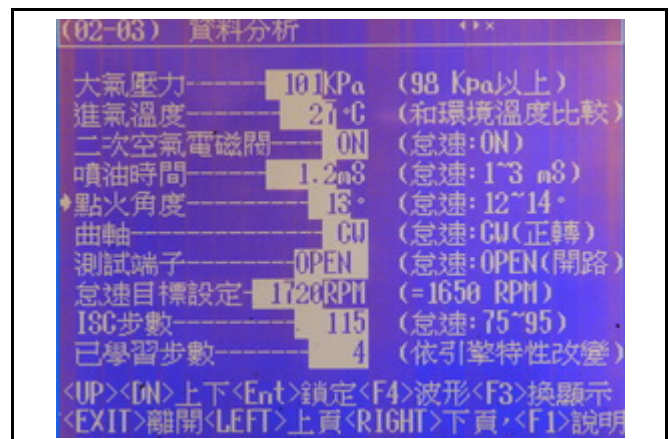 (02-03) 資料分析
大氣壓力------101KPa (98 Kpa以上)
進氣溫度------27°C (和環境溫度比較)
二次空氣電磁閥----ON (怠速:ON)
噴油時間------1.2mS (怠速:1~3 mS)
點火角度-------13° (怠速:12~14°
曲軸---------CW (怠速:CW(正轉)
測試端子------OPEN (怠速:OPEN(開路)
怠速目標設定-1720RPM (=1650 RPM)
ISC步數-------115 (怠速:75~95)
已學習步數------4 (依引擎特性改變)
<UP><DN>上下<Ent>鎖定<F4>波形<F3>換顯示
<EXIT>離開<LEFT>上頁<RIGHT>下頁,<F1>說明